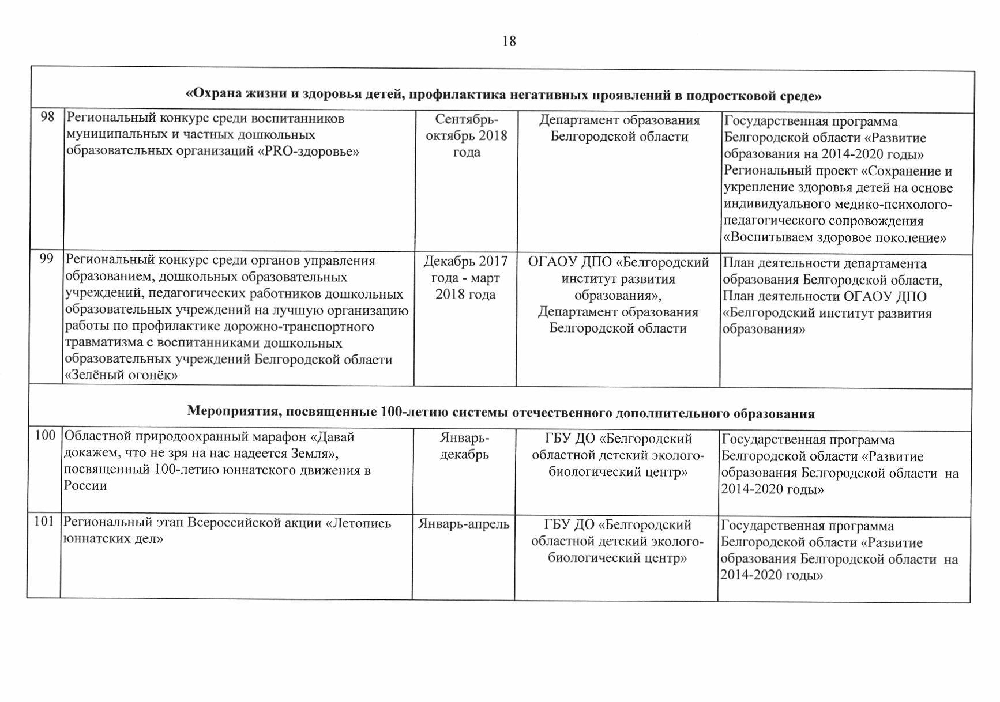 18
«Охрана жизни и здоровья детей, профилактика негативных проявлений в подростковой среде»
98
Региональный конкурс среди воспитанников
муниципальных и частных дошкольных
образовательных организаций «PRO-здоровье»
Сентябрь-
октябрь 2018
года
Департамент образования
Белгородской области
Государственная программа
Белгородской области «Развитие
образования на 2014-2020 годы»
Региональный проект «Сохранение и
укрепление здоровья детей на основе
индивидуального медико-психолого-
педагогического сопровождения
«Воспитываем здоровое поколение»
99
Региональный конкурс среди органов управления
образованием, дошкольных образовательных
учреждений, педагогических работников дошкольных
образовательных учреждений на лучшую организацию
работы по профилактике дорожно-транспортного
травматизма с воспитанниками дошкольных
образовательных учреждений Белгородской области
«Зелёный огонёк»
Декабрь 2017
года - март
2018 года
ОГАОУ ДПО «Белгородский
институт развития
образования»,
Департамент образования
Белгородской области
План деятельности департамента
образования Белгородской области,
План деятельности ОГАОУ ДПО
«Белгородский институт развития
образования»
Мероприятия, посвященные 100-летию системы отечественного дополнительного образования
100
Областной природоохранный марафон «Давай
докажем, что не зря на нас надеется Земля»,
посвященный 100-летию юннатского движения в
России
Январь-
декабрь
ГБУ ДО «Белгородский
областной детский эколого-
биологический центр»
Государственная программа
Белгородской области «Развитие
образования Белгородской области на
2014-2020 годы»
101
Региональный этап Всероссийской акции «Летопись
юннатских дел»
Январь-апрель
ГБУ ДО «Белгородский
областной детский эколого-
биологический центр»
Государственная программа
Белгородской области «Развитие
образования Белгородской области на
2014-2020 годы»